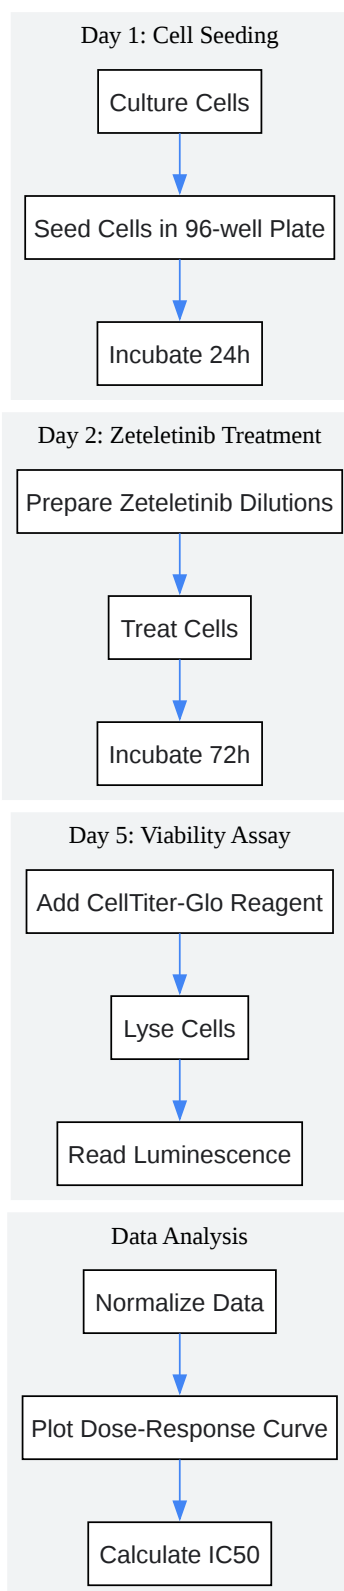 Day 1: Cell Seeding
Culture Cells
Seed Cells in 96-well Plate
Incubate 24h
Day 2: Zeteletinib Treatment
Prepare Zeteletinib Dilutions
Treat Cells
Incubate 72h
Day 5: Viability Assay
Add CellTiter-Glo Reagent
Lyse Cells
Read Luminescence
Data Analysis
Normalize Data
Plot Dose-Response Curve
Calculate IC50